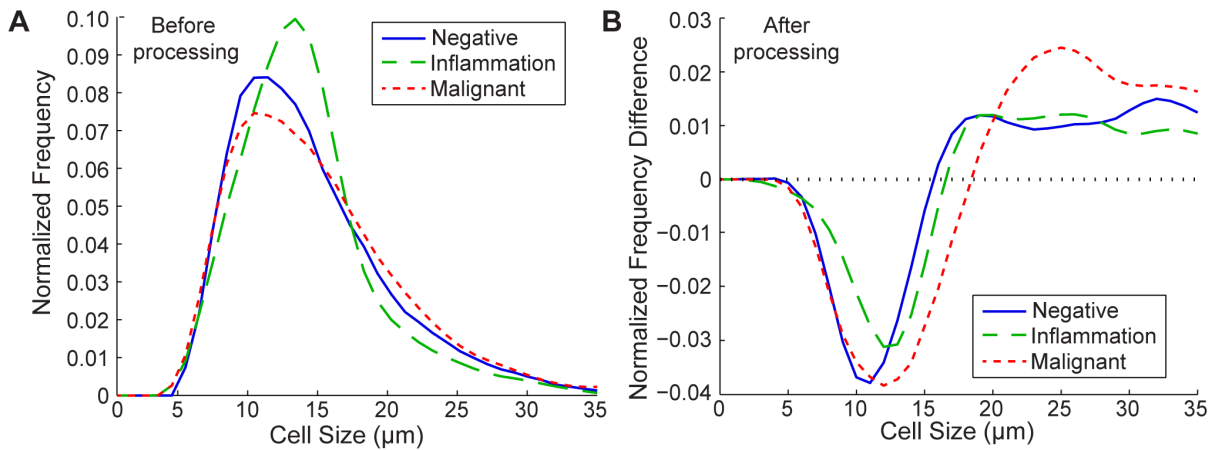 A
Before
processing
Negative
Inflammation
Malignant
Normalized Frequency
0.10
0.09
0.08
0.07
0.06
0.05
0.04
0.03
0.02
0.01
0
0 5 10 15 20 25 30 35
Cell Size (µm)
B
After
processing
Normalized Frequency Difference
0.03
0.02
0.01
0
−0.01
−0.02
−0.03
−0.04
Negative
Inflammation
Malignant
0 5 10 15 20 25 30 35
Cell Size (µm)